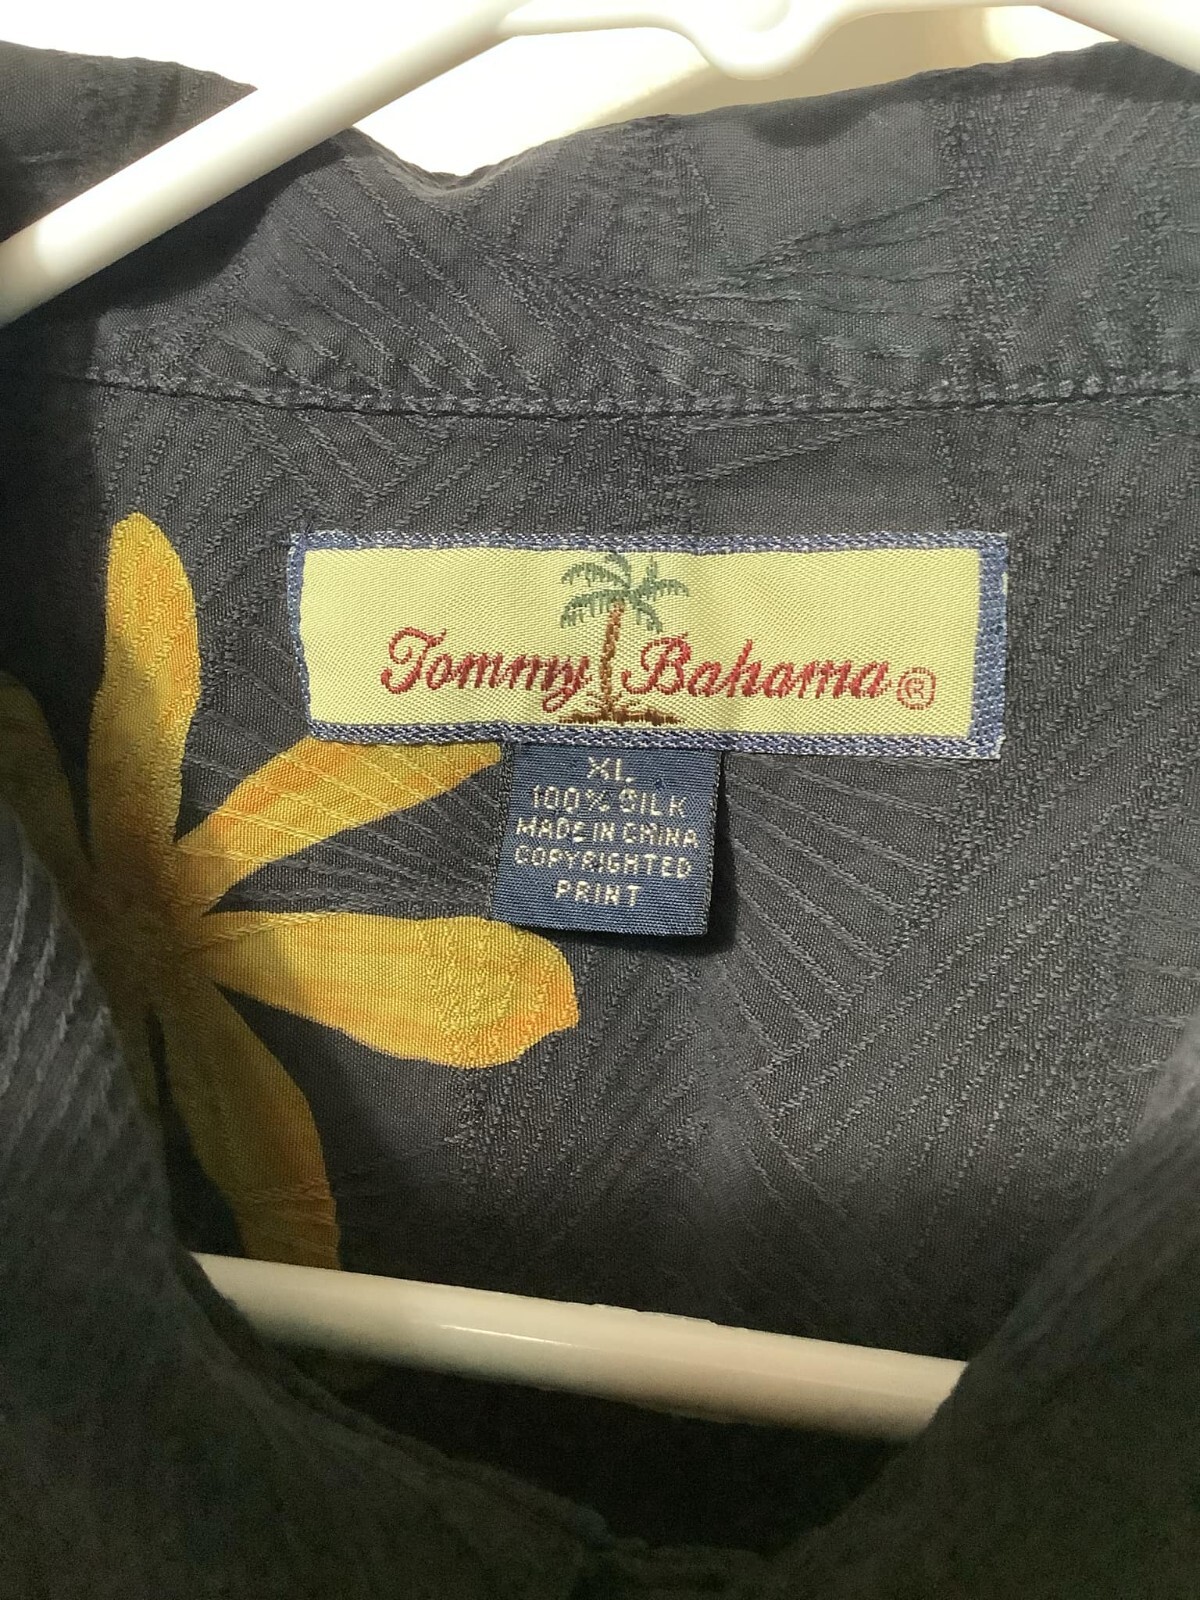 Tommy Bahama®
XL
100% SILK
MADE IN CHINA
COPYRIGHTED
PRINT